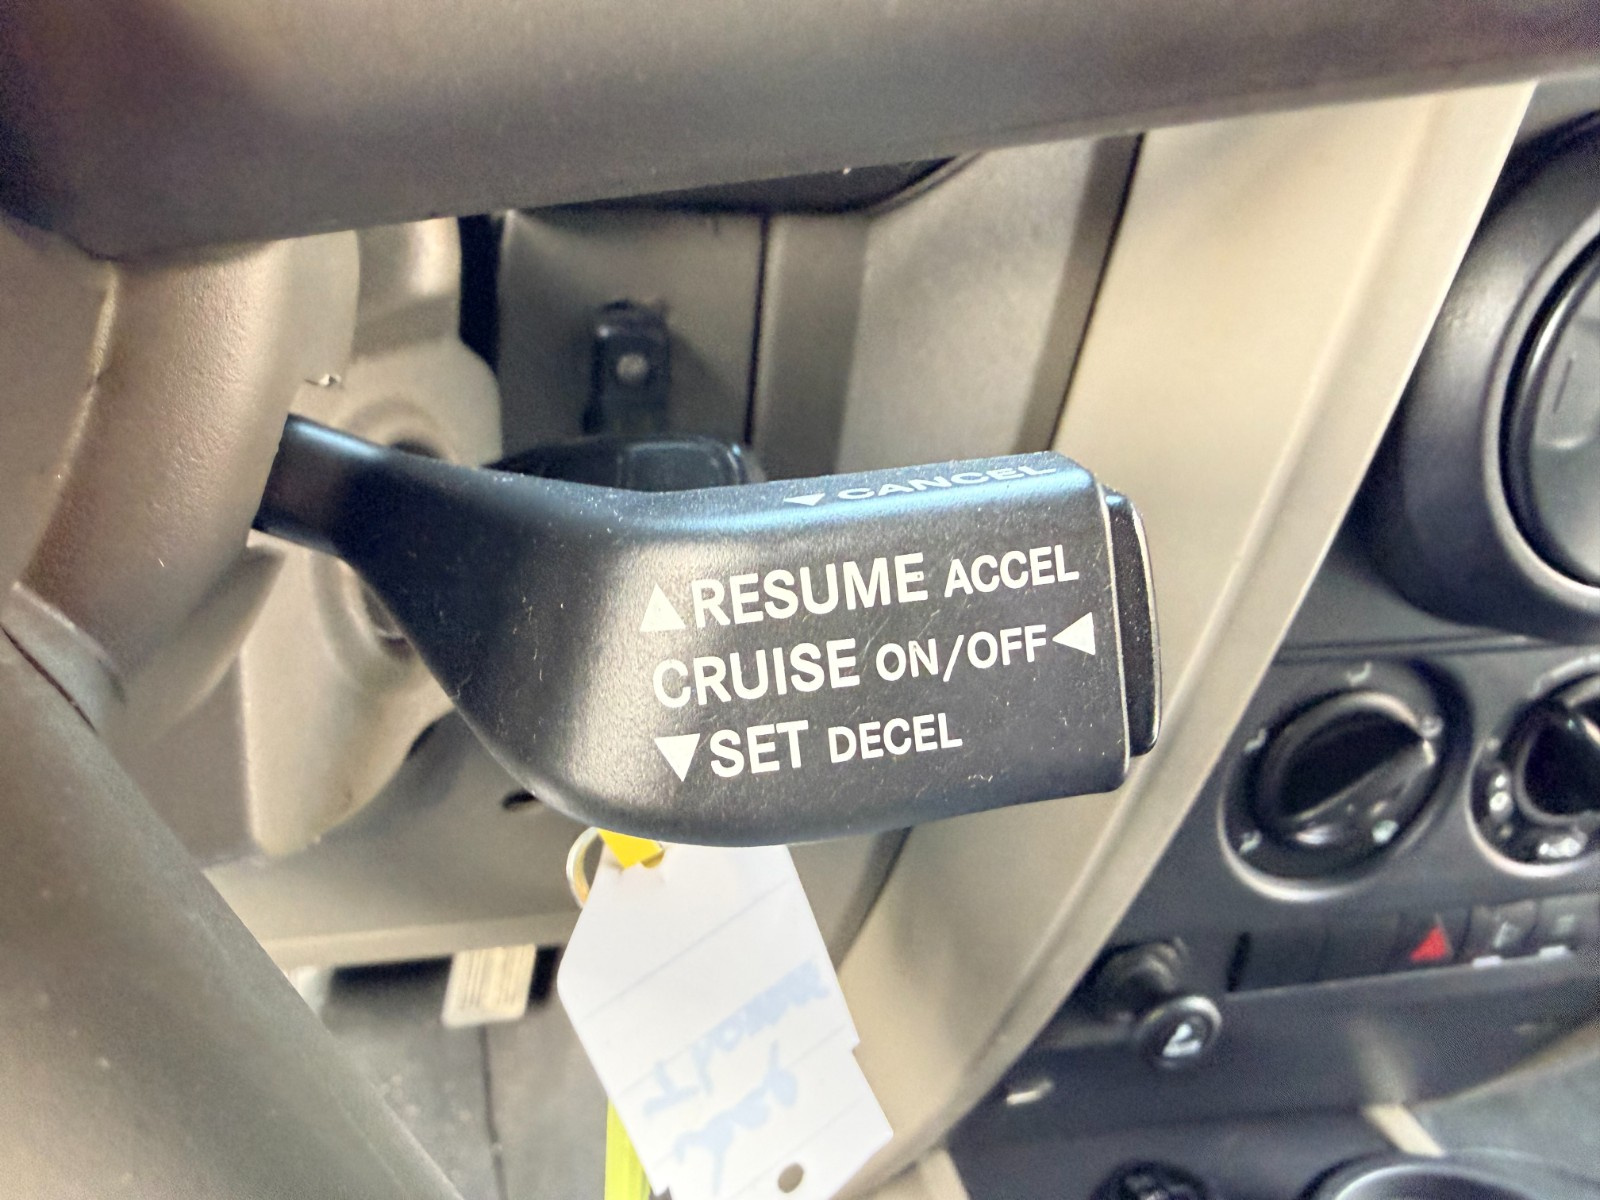 ▼CANCEL
▲RESUME ACCEL
CRUISE ON/OFF◀
▼SET DECEL